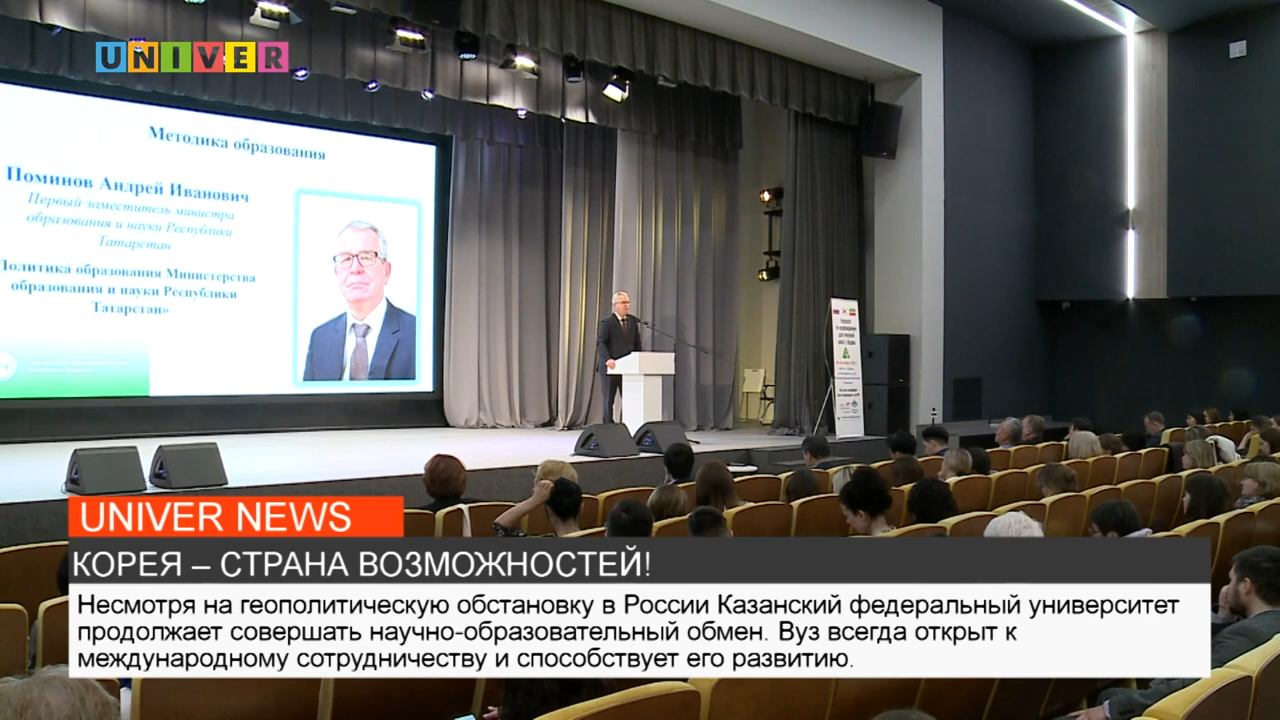 UNIVER
Методика образования
Поминов Андрей Иванович
Первый заместитель министра
образования и науки Республики
Татарстан
Политика образования Министерства
образования и науки Республики
Татарстан»
UNIVER NEWS
КОРЕЯ – СТРАНА ВОЗМОЖНОСТЕЙ!
Несмотря на геополитическую обстановку в России Казанский федеральный университет
продолжает совершать научно-образовательный обмен. Вуз всегда открыт к
международному сотрудничеству и способствует его развитию.